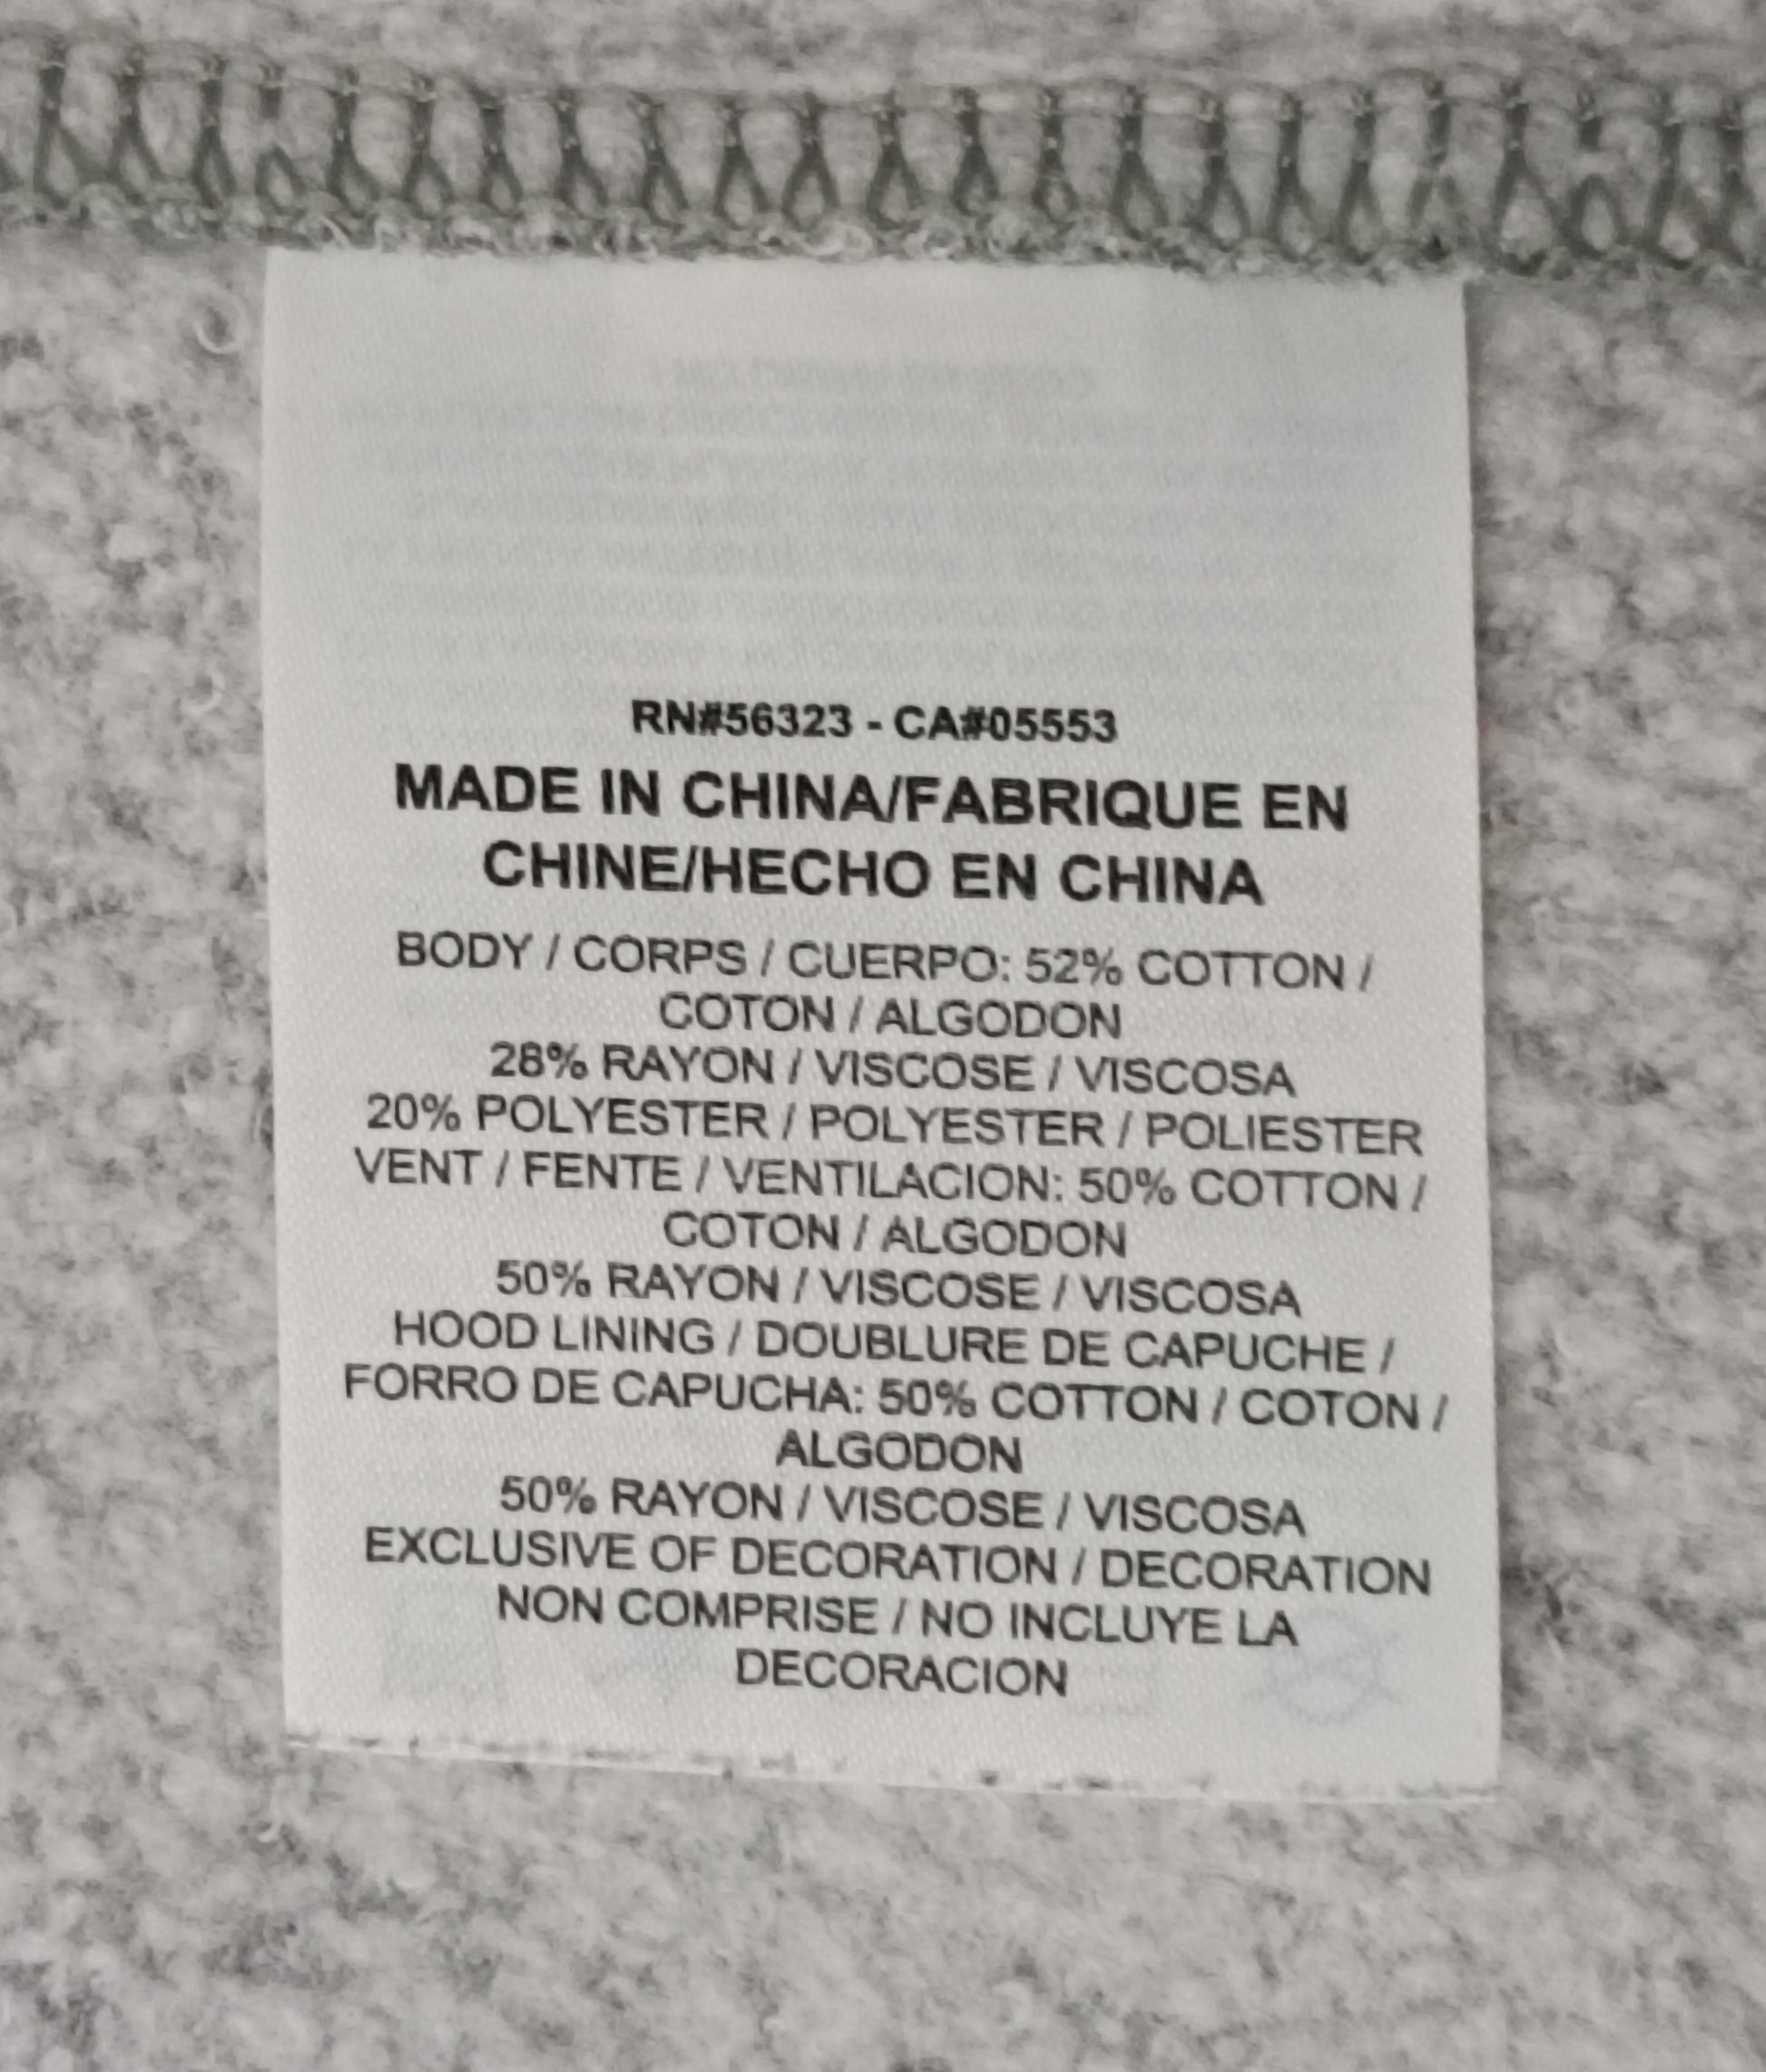 RN#56323 - CA#05553
MADE IN CHINA/FABRIQUE EN
CHINE/HECHO EN CHINA
BODY / CORPS / CUERPO: 52% COTTON /
COTON / ALGODON
28% RAYON / VISCOSE / VISCOSA
20% POLYESTER / POLYESTER / POLIESTER
VENT / FENTE / VENTILACION: 50% COTTON /
COTON / ALGODON
50% RAYON / VISCOSE / VISCOSA
HOOD LINING / DOUBLURE DE CAPUCHE /
FORRO DE CAPUCHA: 50% COTTON / COTON /
ALGODON
50% RAYON / VISCOSE / VISCOSA
EXCLUSIVE OF DECORATION / DECORATION
NON COMPRISE / NO INCLUYE LA
DECORACION